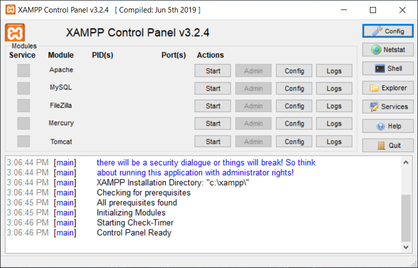 XAMPP Control Panel v3.2.4 [ Compiled: Jun 5th 2019 ]
XAMPP Control Panel v3.2.4
Config
Modules
Service Module PID(s) Port(s) Actions
Netstat
Apache Start Admin Config Logs
Shell
MySQL Start Admin Config Logs
Explorer
FileZilla Start Admin Config Logs
Services
Mercury Start Admin Config Logs
Help
Tomcat Start Admin Config Logs
Quit
3:06:44 PM [main] there will be a security dialogue or things will break! So think
3:06:44 PM [main] about running this application with administrator rights!
3:06:44 PM [main] XAMPP Installation Directory: "c:\xampp\"
3:06:44 PM [main] Checking for prerequisites
3:06:45 PM [main] All prerequisites found
3:06:45 PM [main] Initializing Modules
3:06:46 PM [main] Starting Check-Timer
3:06:46 PM [main] Control Panel Ready